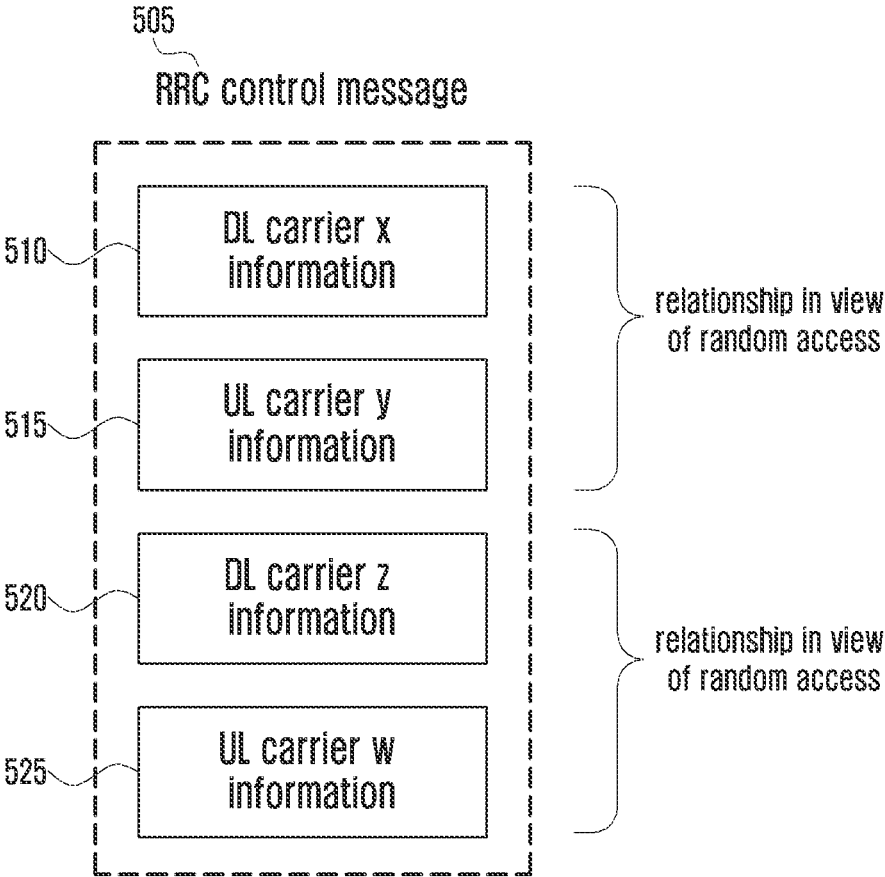 505
RRC control message
510
DL carrier x
information
relationship in view
of random access
515
UL carrier y
information
520
DL carrier z
information
relationship in view
of random access
525
UL carrier w
information